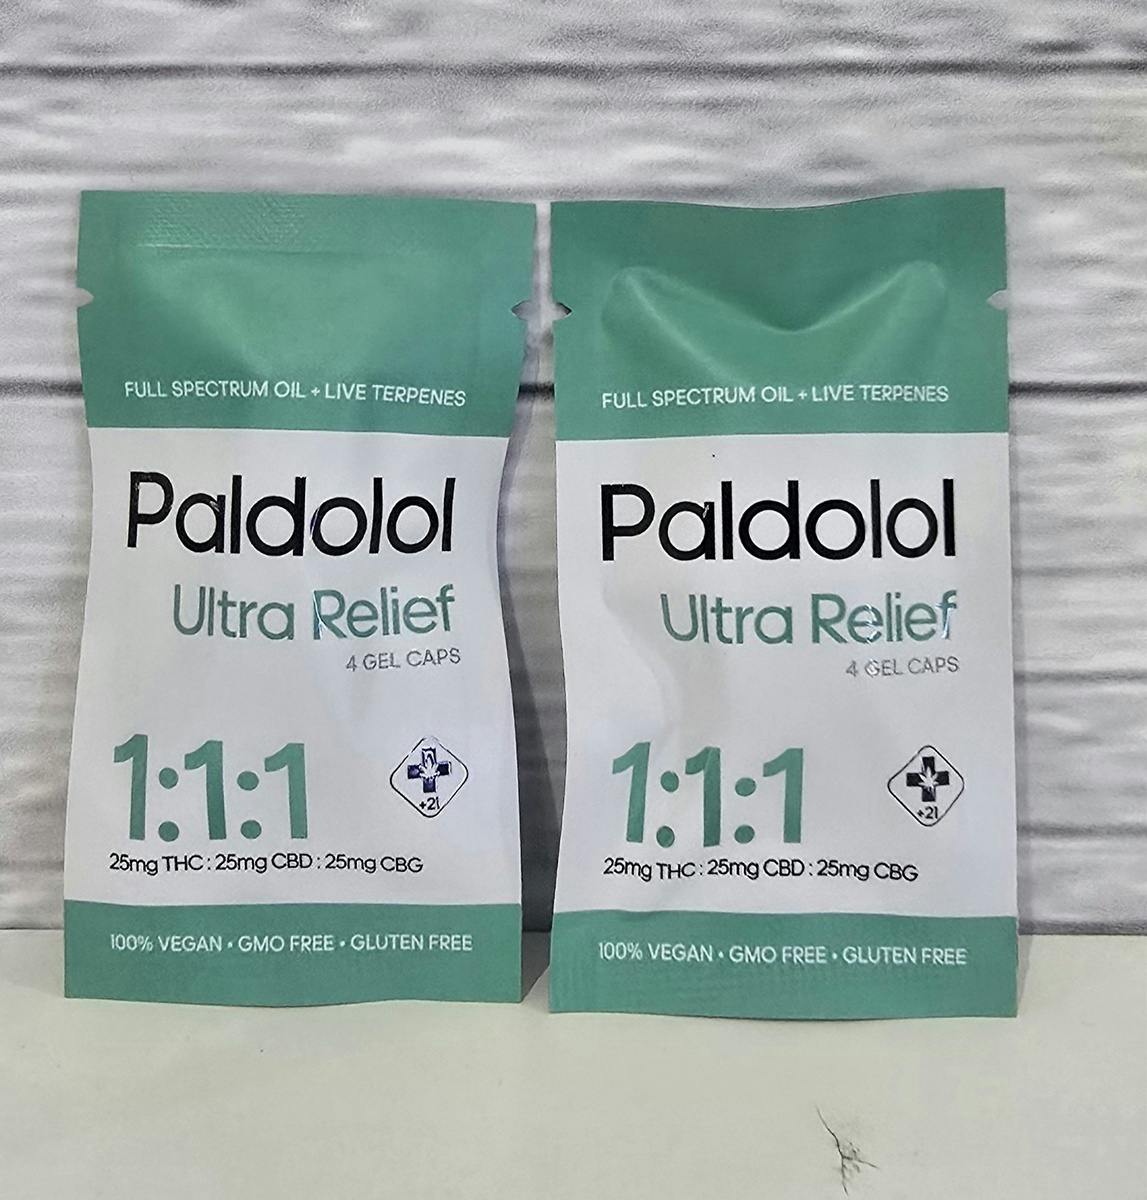 FULL SPECTRUM OIL + LIVE TERPENES
Paldolol
Ultra Relief
4 GEL CAPS
1:1:1
+21
25mg THC : 25mg CBD : 25mg CBG
100% VEGAN • GMO FREE • GLUTEN FREE
FULL SPECTRUM OIL + LIVE TERPENES
Paldolol
Ultra Relief
4 GEL CAPS
1:1:1
+21
25mg THC : 25mg CBD : 25mg CBG
100% VEGAN • GMO FREE • GLUTEN FREE